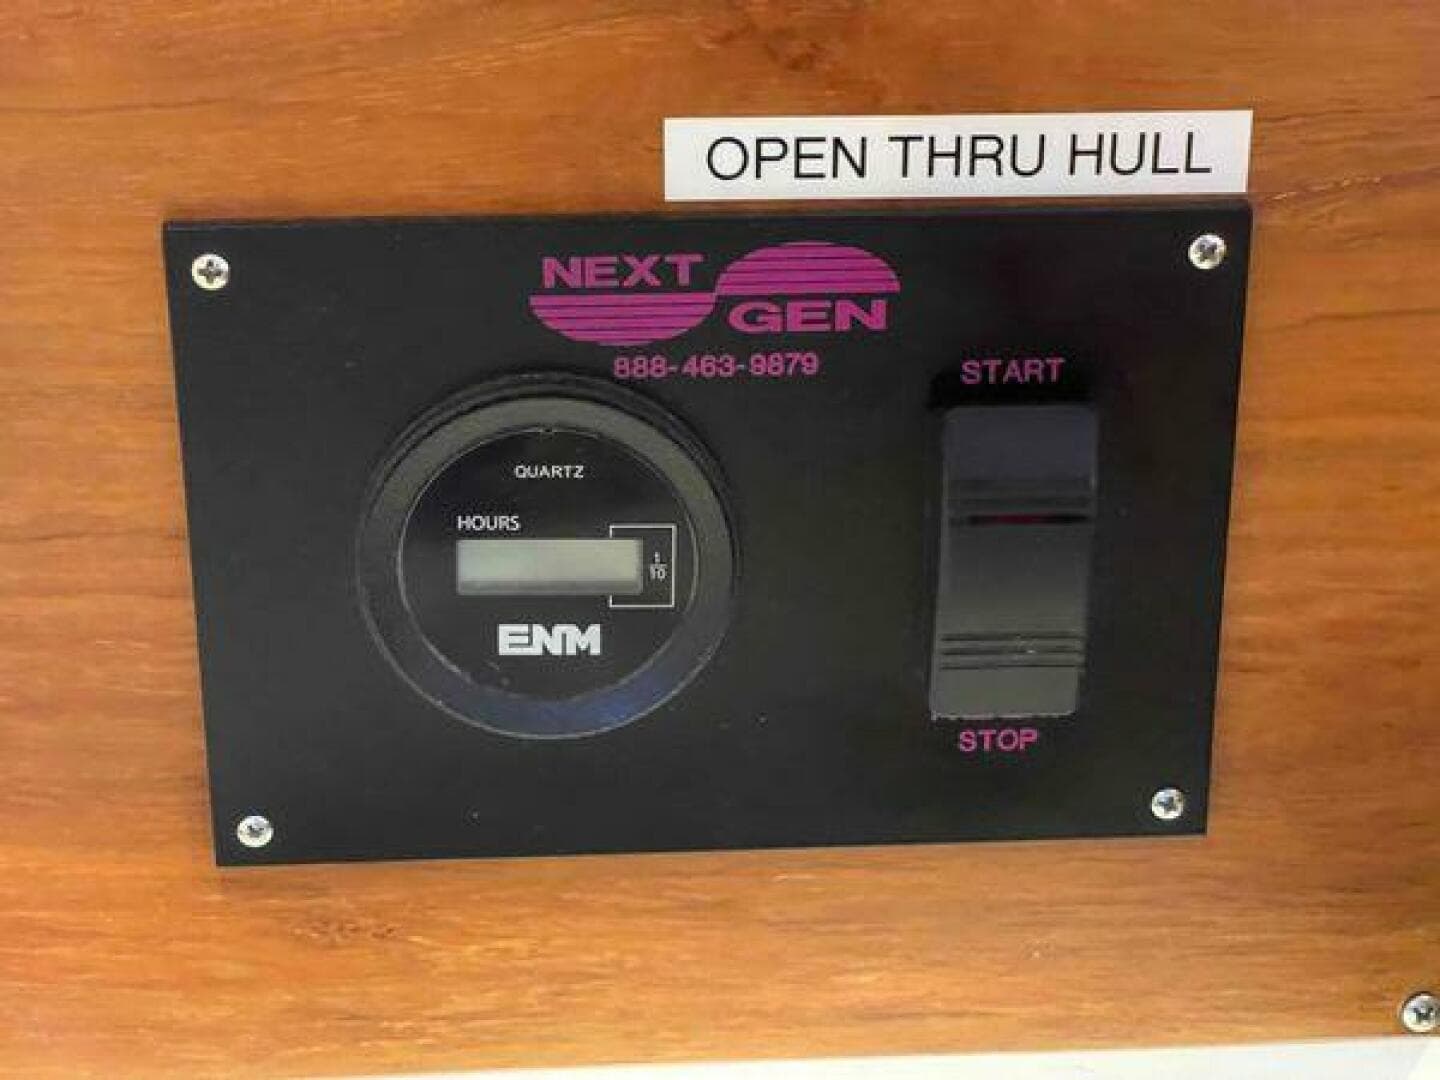 OPEN THRU HULL
NEXT
GEN
888-463-9879
START
QUARTZ
HOURS
1
10
ENM
STOP